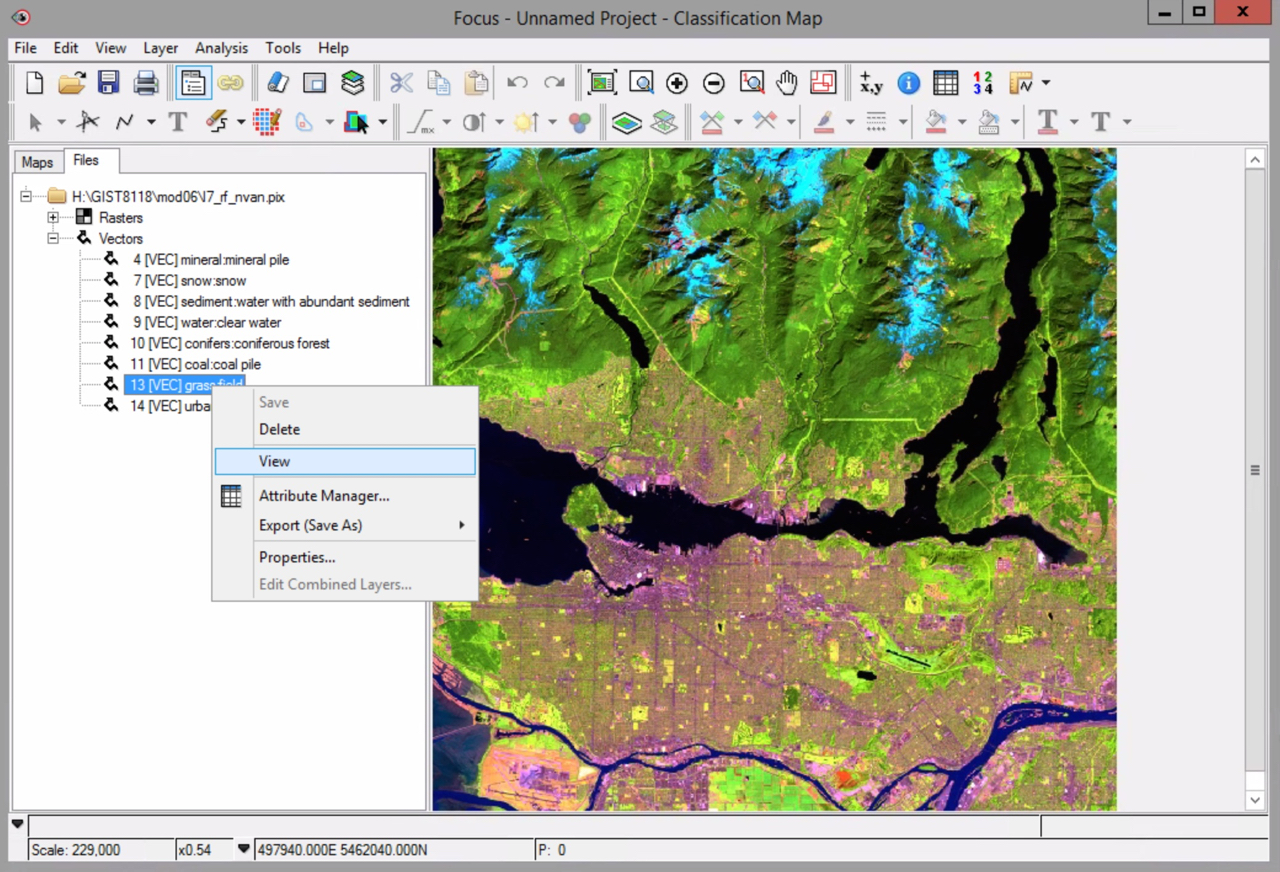 Focus - Unnamed Project - Classification Map
File Edit View Layer Analysis Tools Help
Maps Files
H:\GIST8118\mod06\l7_rf_nvan.pix
Rasters
Vectors
4 [VEC] mineral:mineral pile
7 [VEC] snow:snow
8 [VEC] sediment:water with abundant sediment
9 [VEC] water:clear water
10 [VEC] conifers:coniferous forest
11 [VEC] coal:coal pile
13 [VEC] grass:field
14 [VEC] urba
Save
Delete
View
Attribute Manager...
Export (Save As)
Properties...
Edit Combined Layers...
Scale: 229,000 x0.54 497940.000E 5462040.000N P: 0